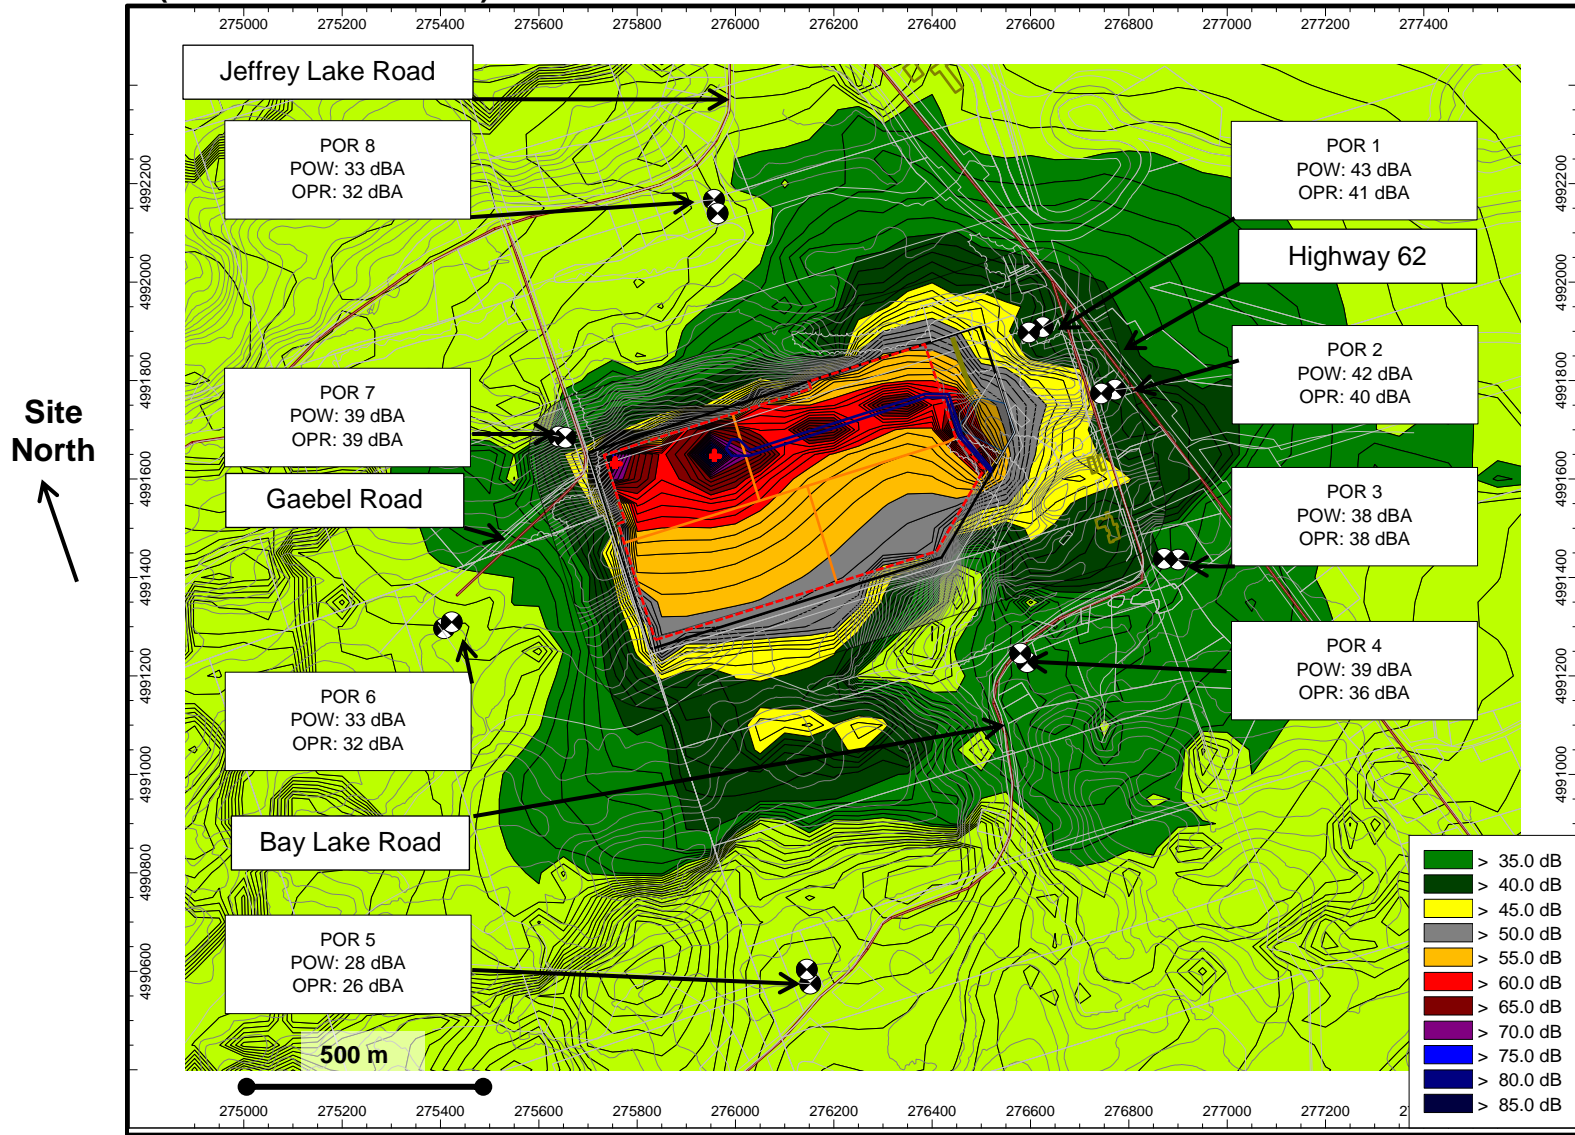 275000 275200 275400 275600 275800 276000 276200 276400 276600 276800 277000 277200 277400
Jeffrey Lake Road
POR 8
POW: 33 dBA
OPR: 32 dBA
POR 1
POW: 43 dBA
OPR: 41 dBA
Highway 62
POR 2
POW: 42 dBA
OPR: 40 dBA
POR 7
POW: 39 dBA
OPR: 39 dBA
Site
North
Gaebel Road
POR 3
POW: 38 dBA
OPR: 38 dBA
POR 4
POW: 39 dBA
OPR: 36 dBA
POR 6
POW: 33 dBA
OPR: 32 dBA
Bay Lake Road
POR 5
POW: 28 dBA
OPR: 26 dBA
500 m
4992200
4992000
4991800
4991600
4991400
4991200
4991000
4990800
4990600
4992200
4992000
4991800
4991600
4991400
4991200
4991000
> 35.0 dB
> 40.0 dB
> 45.0 dB
> 50.0 dB
> 55.0 dB
> 60.0 dB
> 65.0 dB
> 70.0 dB
> 75.0 dB
> 80.0 dB
> 85.0 dB
275000 275200 275400 275600 275800 276000 276200 276400 276600 276800 277000 277200